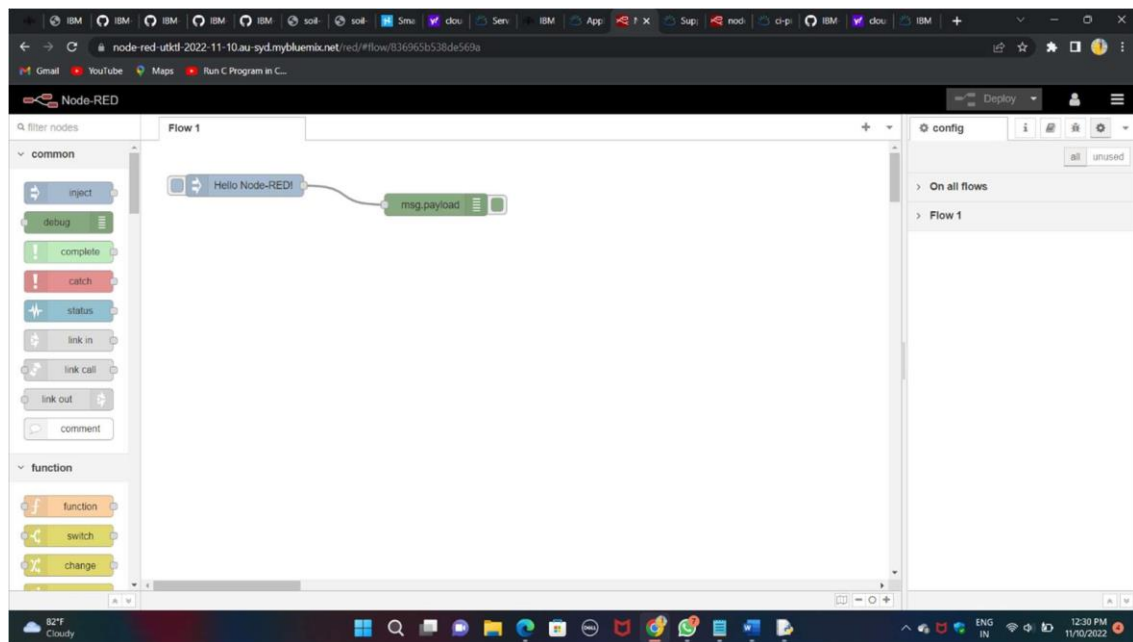 IBM IBM IBM IBM IBM soil- soil- Sma clou Serv IBM App Sup node ci-pi IBM clou IBM
node-red-utktl-2022-11-10.au-syd.mybluemix.net/red/#flow/836965b538de569a
Gmail YouTube Maps Run C Program in C...
Node-RED
Deploy
filter nodes
Flow 1
config
all unused
common
On all flows
Flow 1
inject
Hello Node-RED!
msg.payload
debug
complete
catch
status
link in
link call
link out
comment
function
function
switch
change
82°F
Cloudy
ENG
IN
12:30 PM
11/10/2022